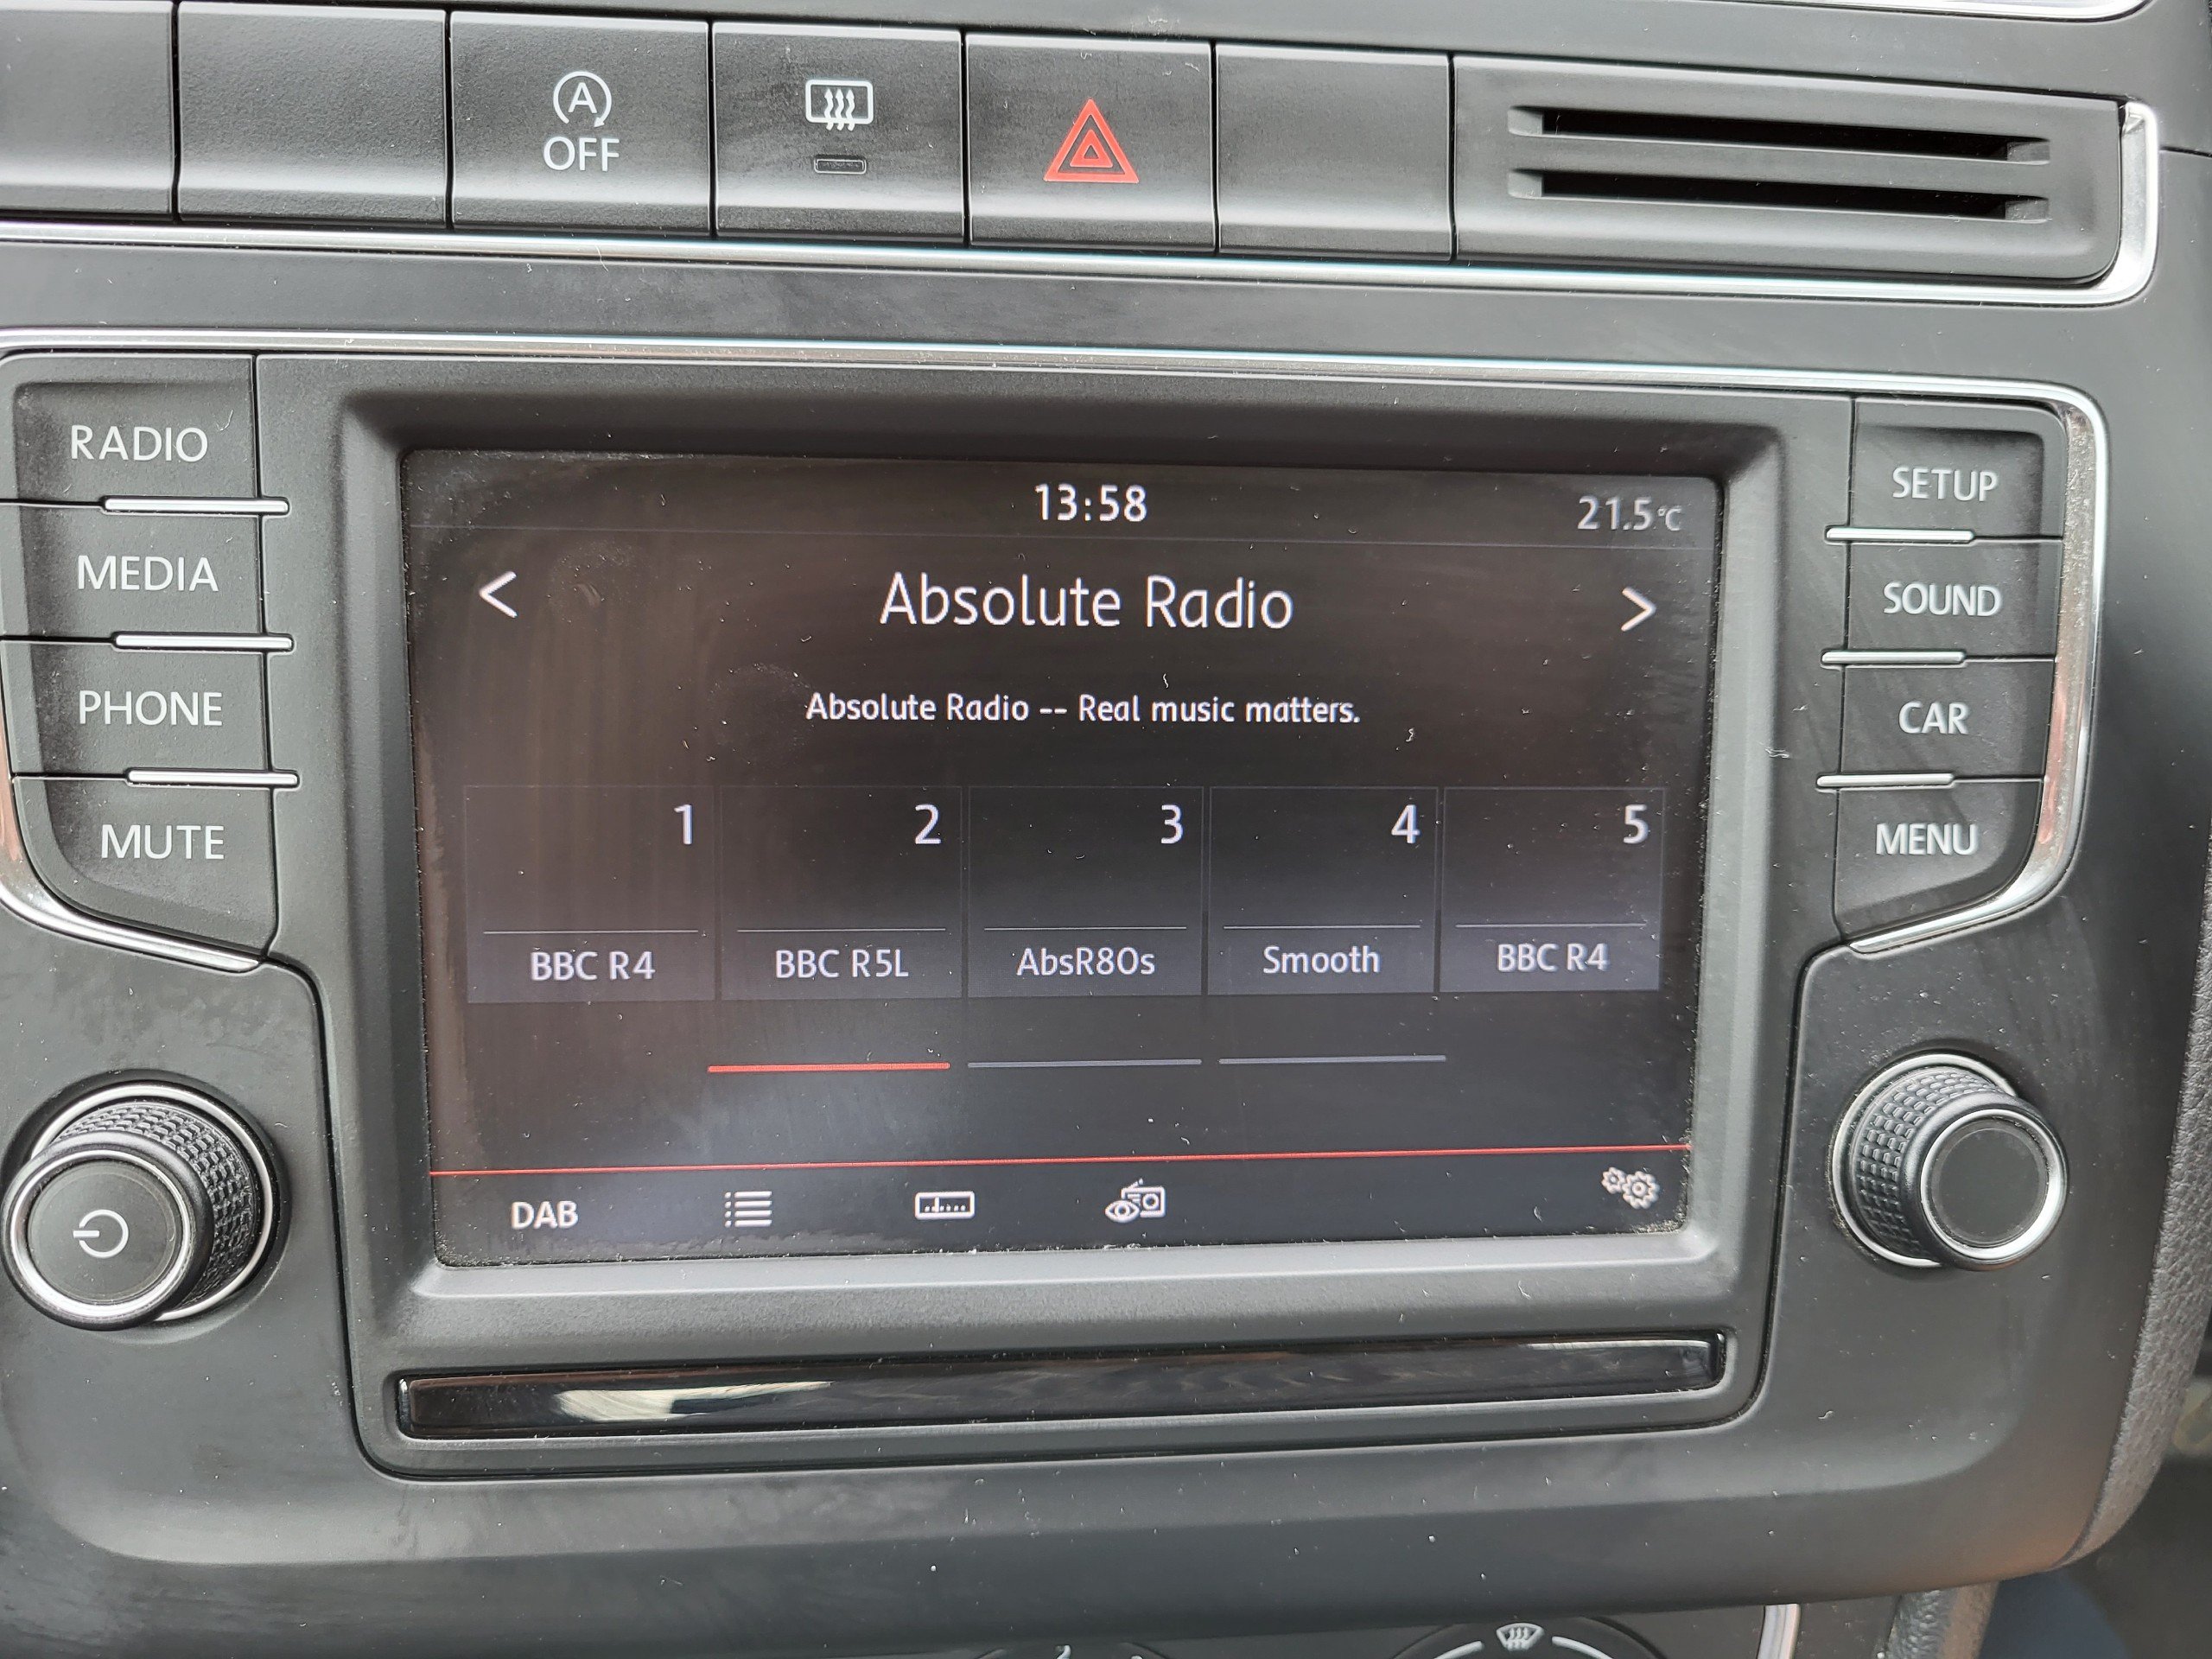 A
OFF
RADIO
MEDIA
PHONE
MUTE
13:58
21.5°C
< Absolute Radio >
Absolute Radio -- Real music matters.
1 2 3 4 5
BBC R4 BBC R5L AbsR80s Smooth BBC R4
DAB
SETUP
SOUND
CAR
MENU